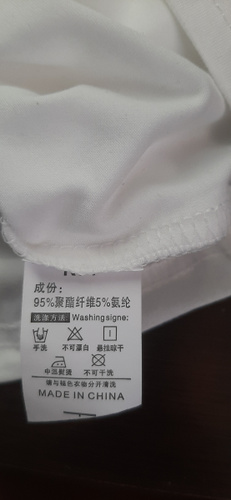 成份:
95%聚酯纤维5%氨纶
洗涤方法: Washingsigne:
手洗 不可漂白 悬挂晾干
中温熨烫 不可干洗
请与褪色衣物分开清洗
MADE IN CHINA